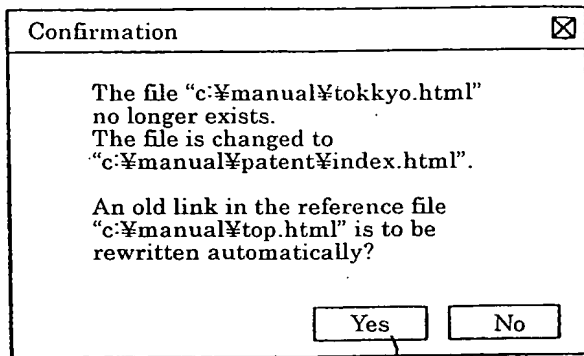 Confirmation
The file “c:¥manual¥tokkyo.html”
no longer exists.
The file is changed to
“c:¥manual¥patent¥index.html”.
An old link in the reference file
“c:¥manual¥top.html” is to be
rewritten automatically?
Yes No